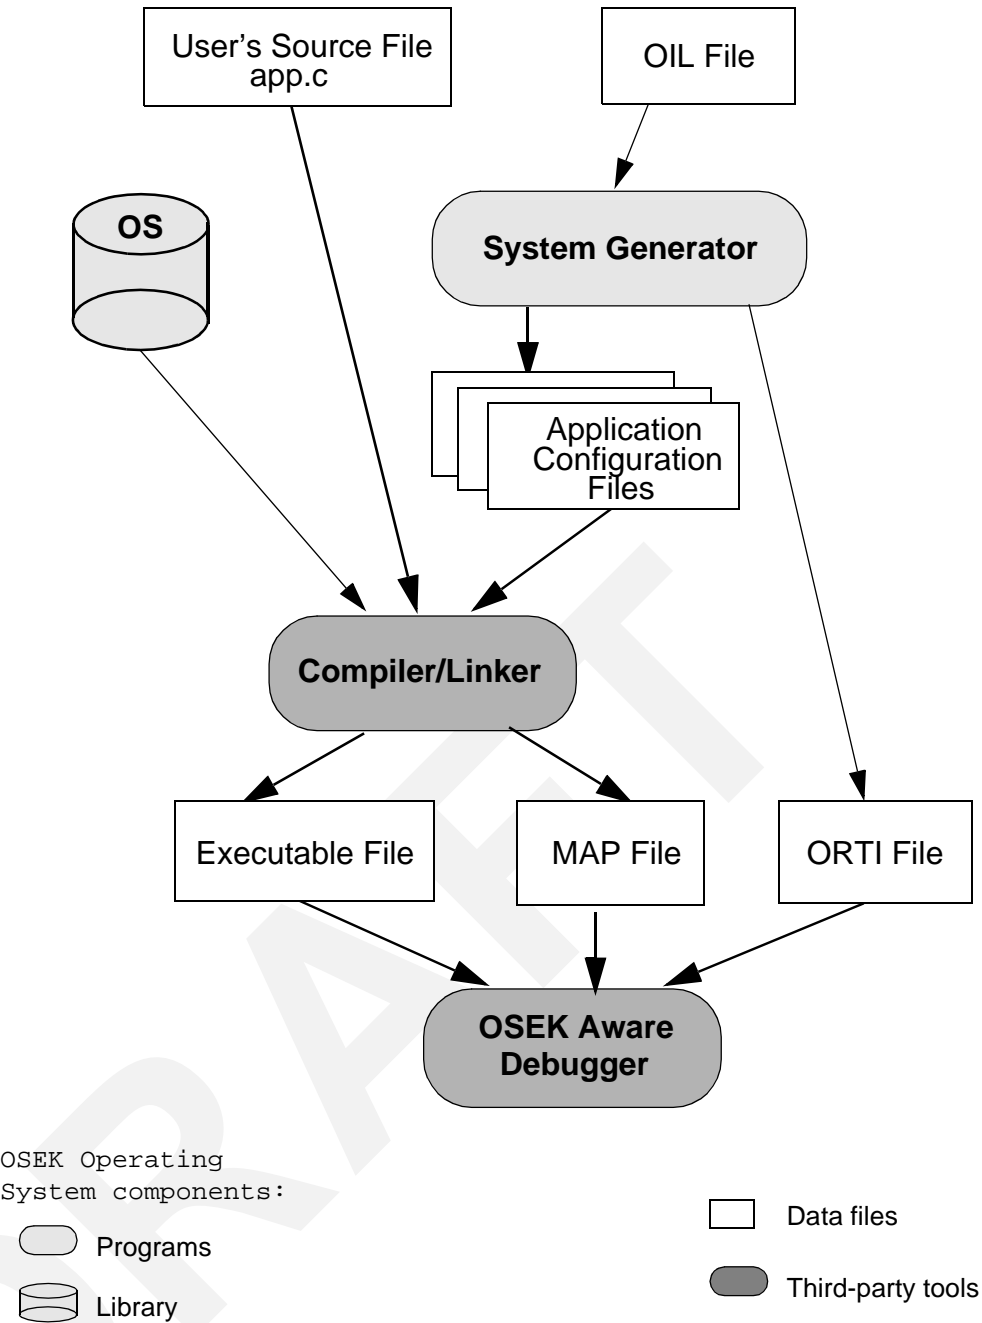 User's Source File
app.c
OIL File
OS
System Generator
Application
Configuration
Files
Compiler/Linker
Executable File
MAP File
ORTI File
OSEK Aware
Debugger
OSEK Operating
System components:
Programs
Library
Data files
Third-party tools
DRAFT